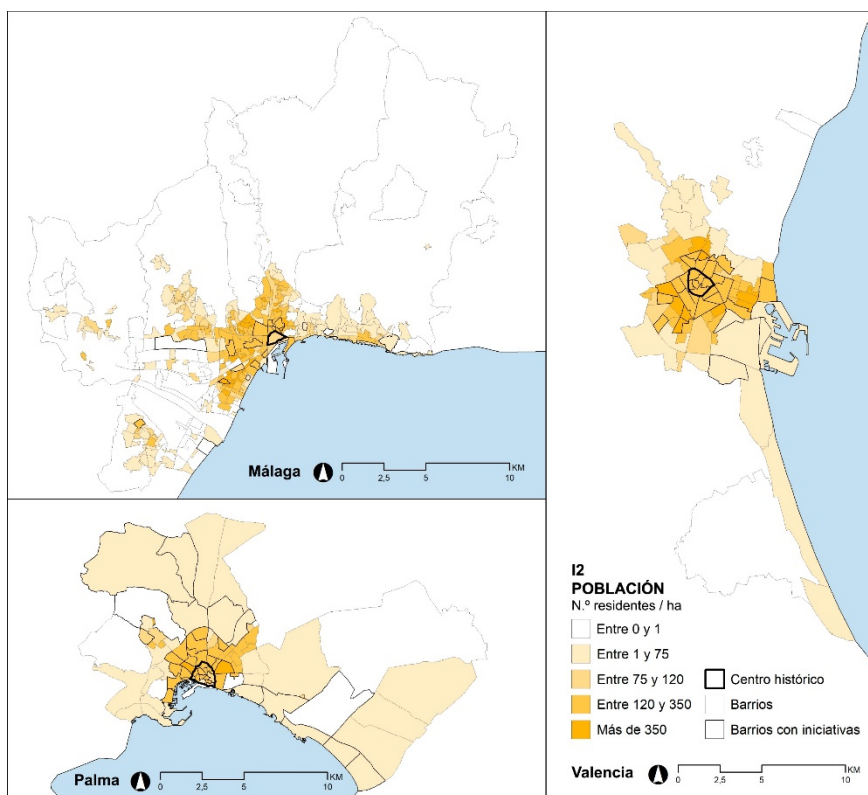 Málaga
0 2,5 5 10
KM
Palma
0 2,5 5 10
KM
I2
POBLACIÓN
N.º residentes / ha
Entre 0 y 1
Entre 1 y 75
Entre 75 y 120
Entre 120 y 350
Más de 350
Centro histórico
Barrios
Barrios con iniciativas
Valencia
0 2,5 5 10
KM